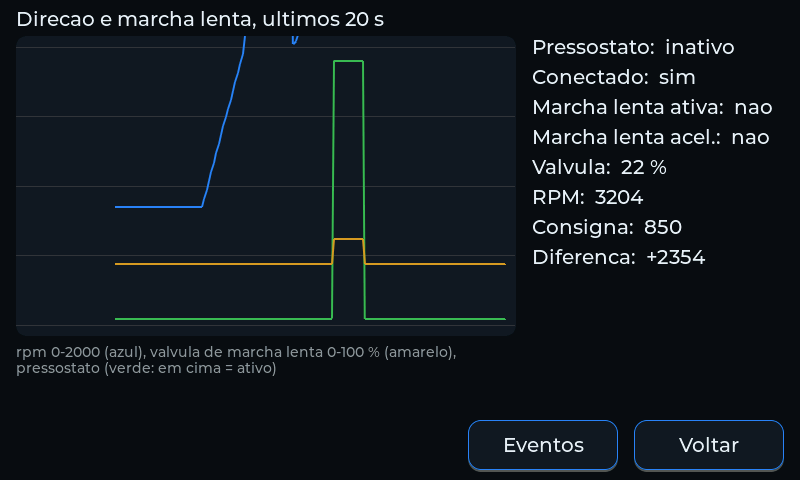 Direcao e marcha lenta, ultimos 20 s
Pressostato: inativo
Conectado: sim
Marcha lenta ativa: nao
Marcha lenta acel.: nao
Valvula: 22 %
RPM: 3204
Consigna: 850
Diferenca: +2354
rpm 0-2000 (azul), valvula de marcha lenta 0-100 % (amarelo),
pressostato (verde: em cima = ativo)
Eventos
Voltar